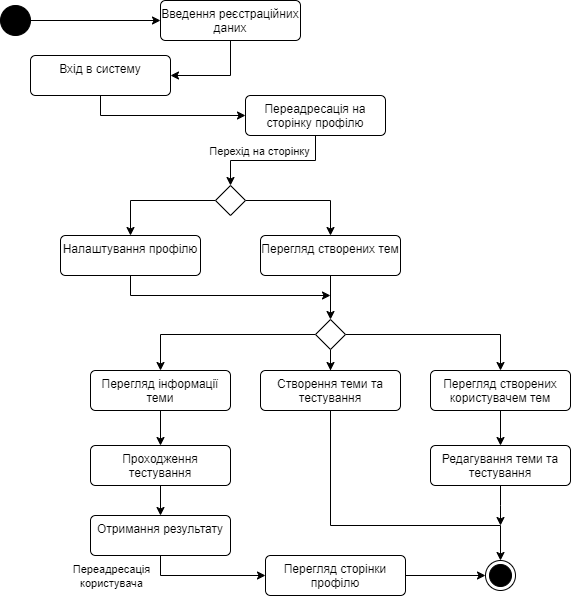 Введення реєстраційних
даних
Вхід в систему
Переадресація на
сторінку профілю
Перехід на сторінку
Налаштування профілю
Перегляд створених тем
Перегляд інформації
теми
Створення теми та
тестування
Перегляд створених
користувачем тем
Проходження
тестування
Редагування теми та
тестування
Отримання результату
Переадресація
користувача
Перегляд сторінки
профілю